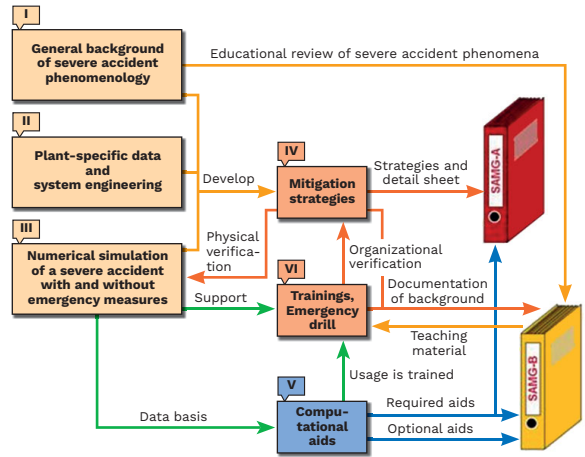 I
General background
of severe accident
phenomenology
Educational review of severe accident phenomena
II
Plant-specific data
and
system engineering
Develop
IV
Mitigation
strategies
Strategies and
detail sheet
SAMG-A
III
Numerical simulation
of a severe accident
with and without
emergency measures
Physical
verifica-
tion
Organizational
verification
VI
Trainings,
Emergency
drill
Support
Documentation
of background
Teaching
material
SAMG-B
Usage is trained
V
Compu-
tational
aids
Data basis
Required aids
Optional aids